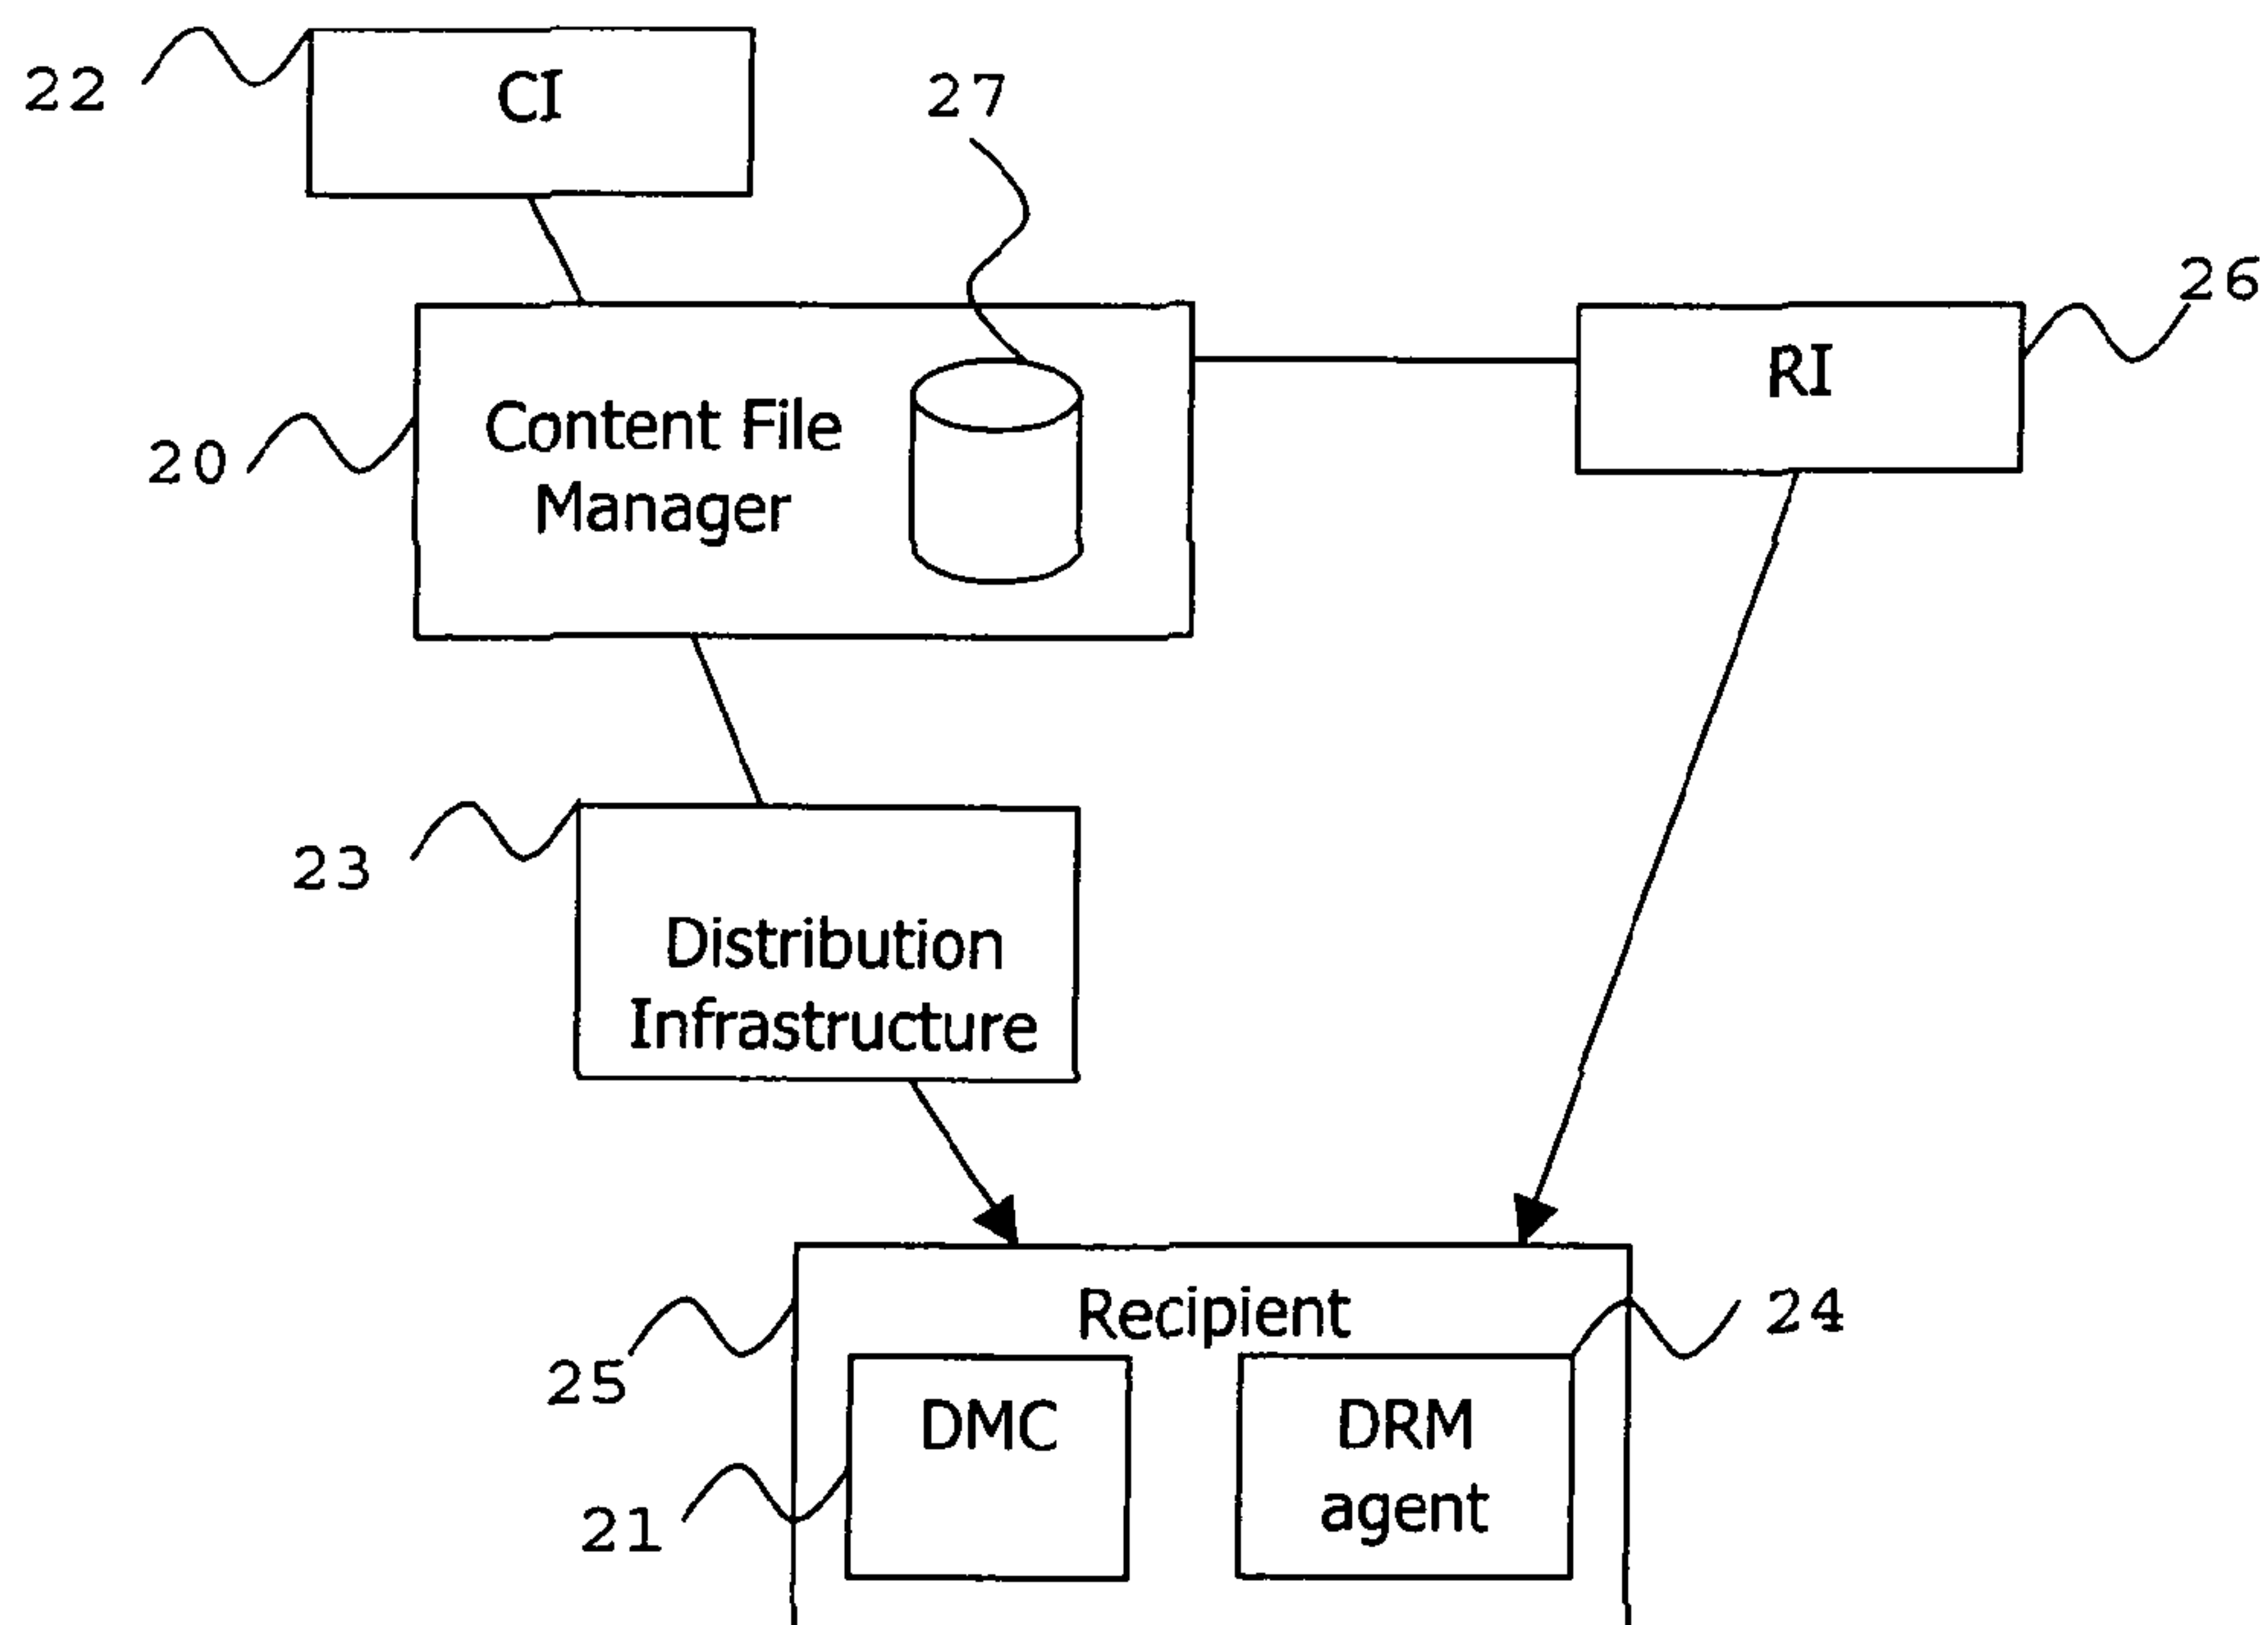 22
CI
27
26
RI
20
Content File
Manager
23
Distribution
Infrastructure
Recipient
24
25
DMC
DRM
agent
21